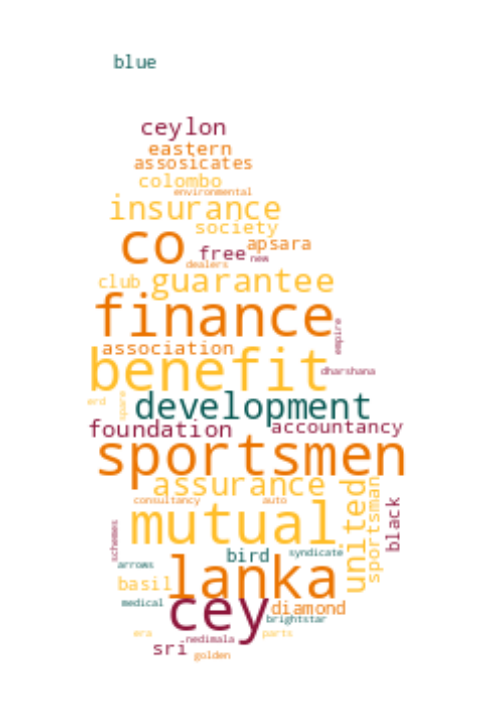 blue
ceylon
eastern
assosicates
colombo
environmental
insurance
society
co
apsara
free
new
dealers
club
guarantee
finance
empire
association
benefit
dharshana
erd
spare
development
foundation
accountancy
sportsmen
assurance
united
sportsman
consultancy
auto
black
mutual
schemes
bird
syndicate
arrows
lanka
basil
medical
cey
diamond
brightstar
era
nedimala
parts
sri
golden